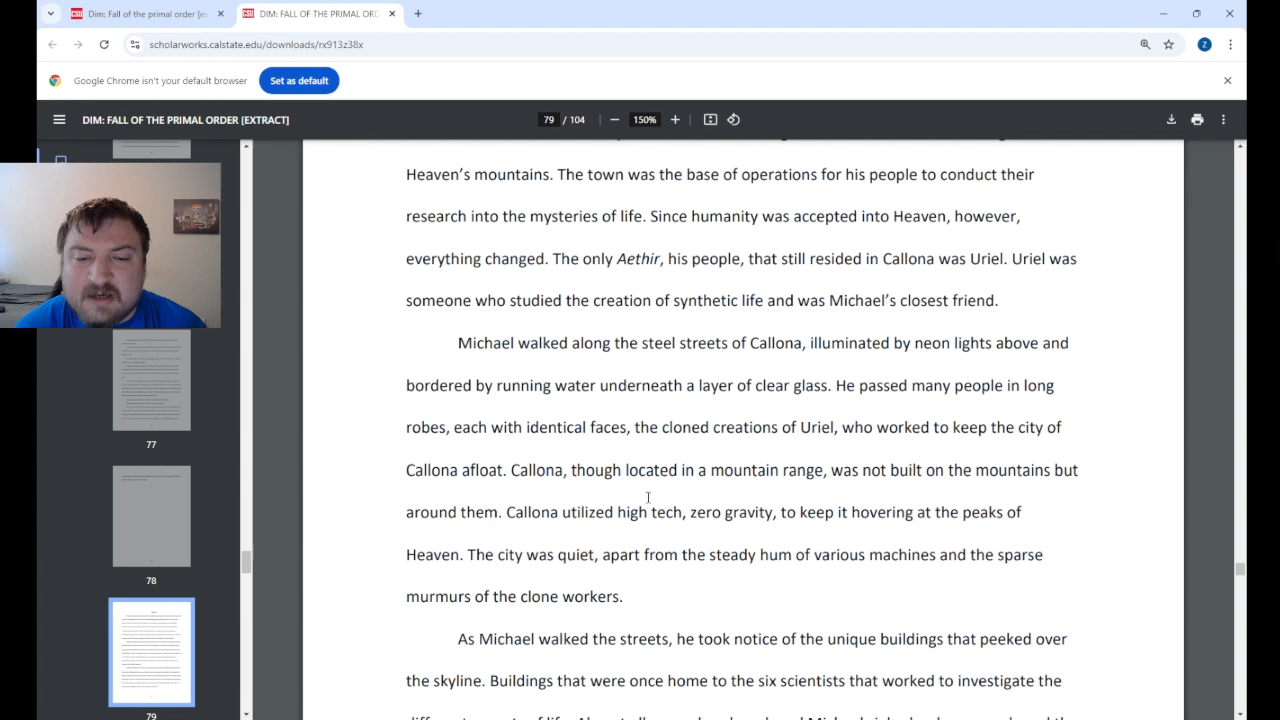 DIM: Fall of the primal order [ex
DIM: FALL OF THE PRIMAL ORD
scholarworks.calstate.edu/downloads/rx913z38x
Z
Google Chrome isn't your default browser
Set as default
DIM: FALL OF THE PRIMAL ORDER [EXTRACT]
79 / 104
150%
Heaven's mountains. The town was the base of operations for his people to conduct their
research into the mysteries of life. Since humanity was accepted into Heaven, however,
everything changed. The only Aethir, his people, that still resided in Callona was Uriel. Uriel was
someone who studied the creation of synthetic life and was Michael's closest friend.
Michael walked along the steel streets of Callona, illuminated by neon lights above and
bordered by running water underneath a layer of clear glass. He passed many people in long
robes, each with identical faces, the cloned creations of Uriel, who worked to keep the city of
Callona afloat. Callona, though located in a mountain range, was not built on the mountains but
around them. Callona utilized high tech, zero gravity, to keep it hovering at the peaks of
Heaven. The city was quiet, apart from the steady hum of various machines and the sparse
murmurs of the clone workers.
As Michael walked the streets, he took notice of the unique buildings that peeked over
the skyline. Buildings that were once home to the six scientists that worked to investigate the
77
78
79